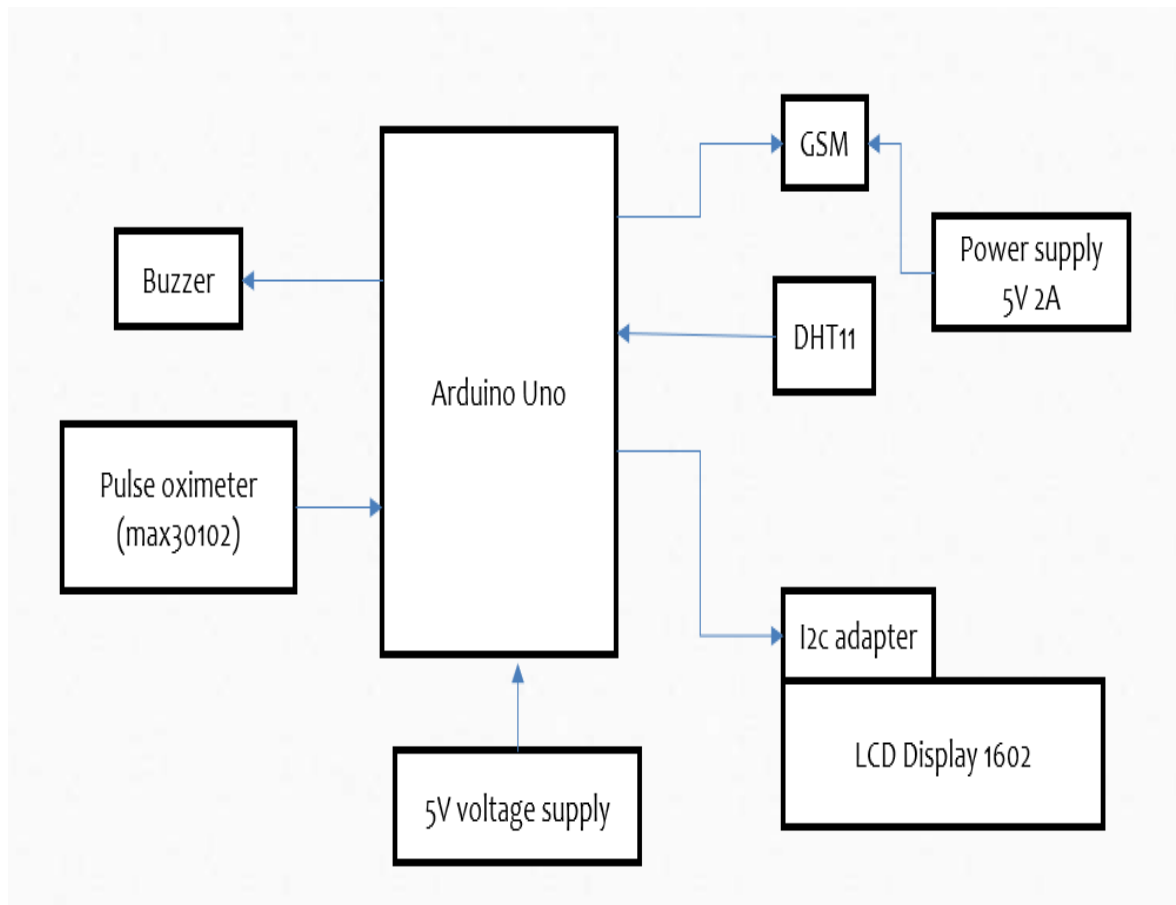 GSM
Power supply
5V 2A
Buzzer
DHT11
Arduino Uno
Pulse oximeter
(max30102)
I2c adapter
LCD Display 1602
5V voltage supply